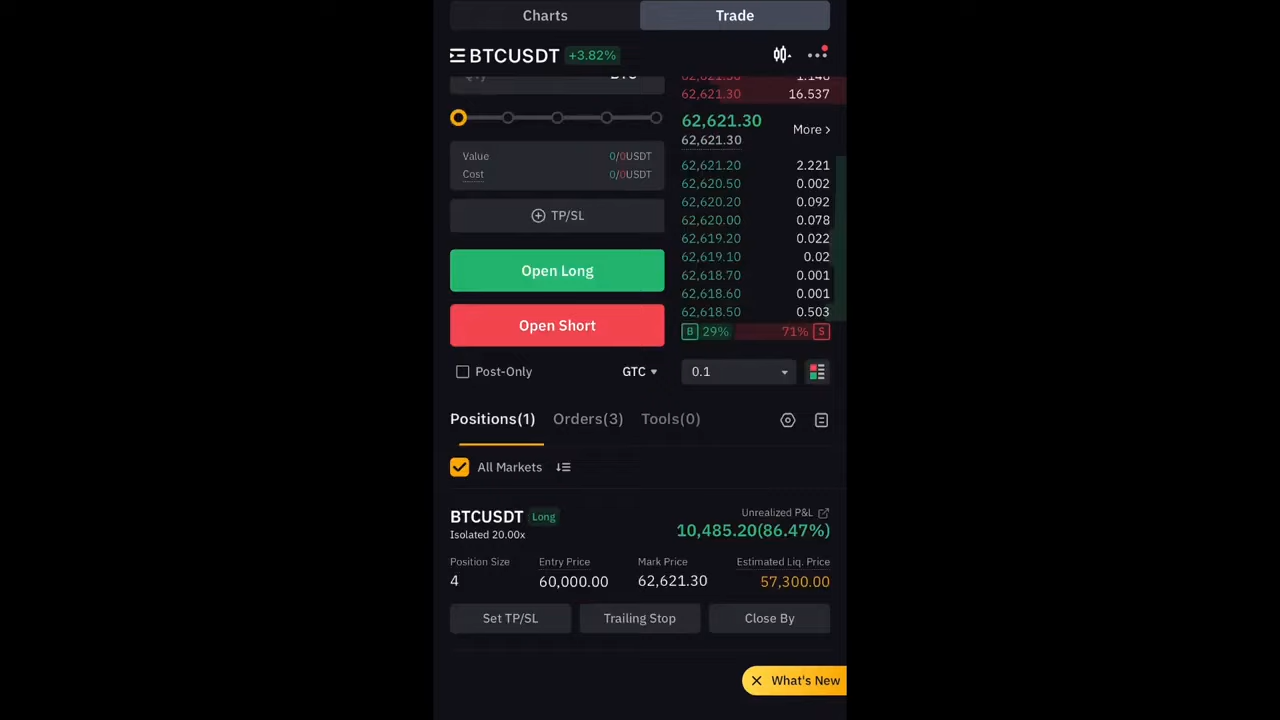 Charts Trade
BTCUSDT +3.82%
BTC
62,621.30 16.537
62,621.30
62,621.30
More >
Value 0/0USDT
Cost 0/0USDT
TP/SL
Open Long
Open Short
62,621.20 2.221
62,620.50 0.002
62,620.20 0.092
62,620.00 0.078
62,619.20 0.022
62,619.10 0.02
62,618.70 0.001
62,618.60 0.001
62,618.50 0.503
B 29% 71% S
Post-Only GTC 0.1
Positions(1) Orders(3) Tools(0)
All Markets
BTCUSDT Long
Isolated 20.00x
Unrealized P&L
10,485.20(86.47%)
Position Size Entry Price Mark Price Estimated Liq. Price
4 60,000.00 62,621.30 57,300.00
Set TP/SL Trailing Stop Close By
What's New